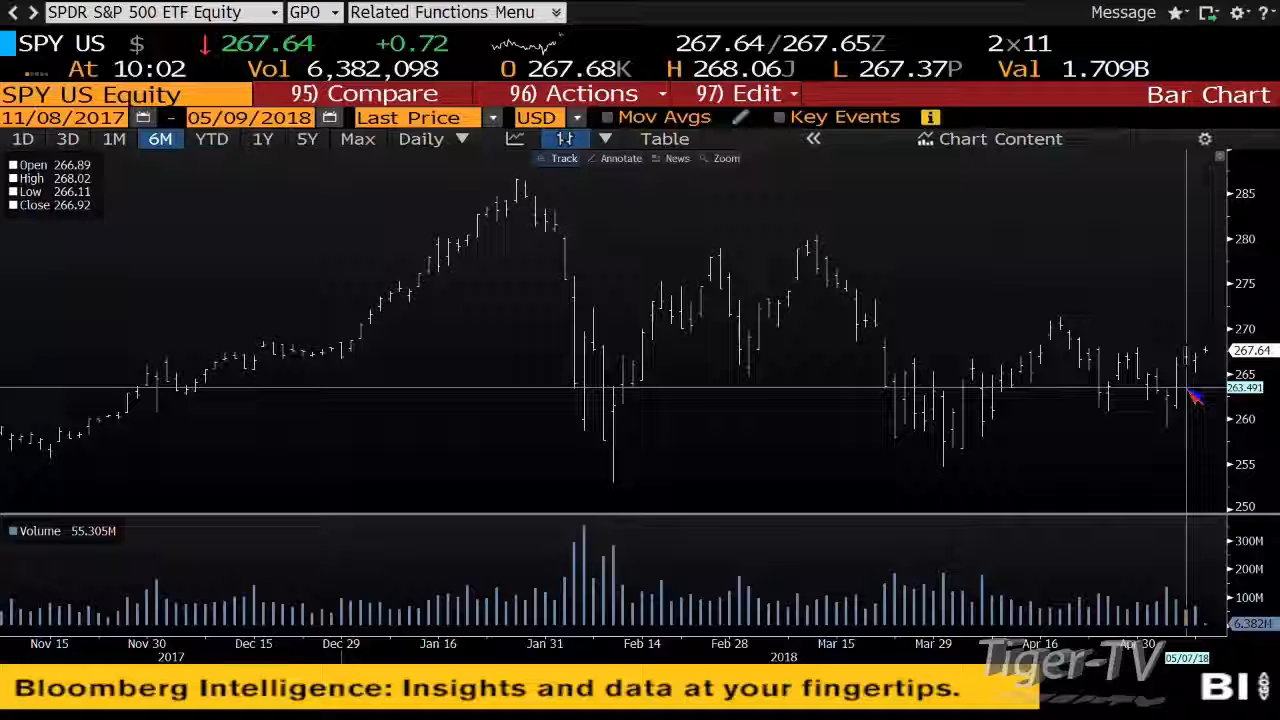 SPDR S&P 500 ETF Equity GPO Related Functions Menu Message ?
SPY US $ 267.64 +0.72 267.64/267.65Z 2×11
At 10:02 Vol 6,382,098 O 267.68K H 268.06J L 267.37P Val 1.709B
SPY US Equity 95) Compare 96) Actions 97) Edit Bar Chart
11/08/2017 - 05/09/2018 Last Price USD Mov Avgs Key Events
1D 3D 1M 6M YTD 1Y 5Y Max Daily Table Chart Content
Track Annotate News Zoom
Open 266.89
High 268.02
Low 266.11
Close 266.92
285
280
275
270
267.64
265
263.491
260
255
250
Volume 55.305M
300M
200M
100M
6.382M
Nov 15 Nov 30 Dec 15 Dec 29 Jan 16 Jan 31 Feb 14 Feb 28 Mar 15 Mar 29 Apr 16 Apr 30
2017 2018 05/07/18
Tiger-TV
Bloomberg Intelligence: Insights and data at your fingertips. BI